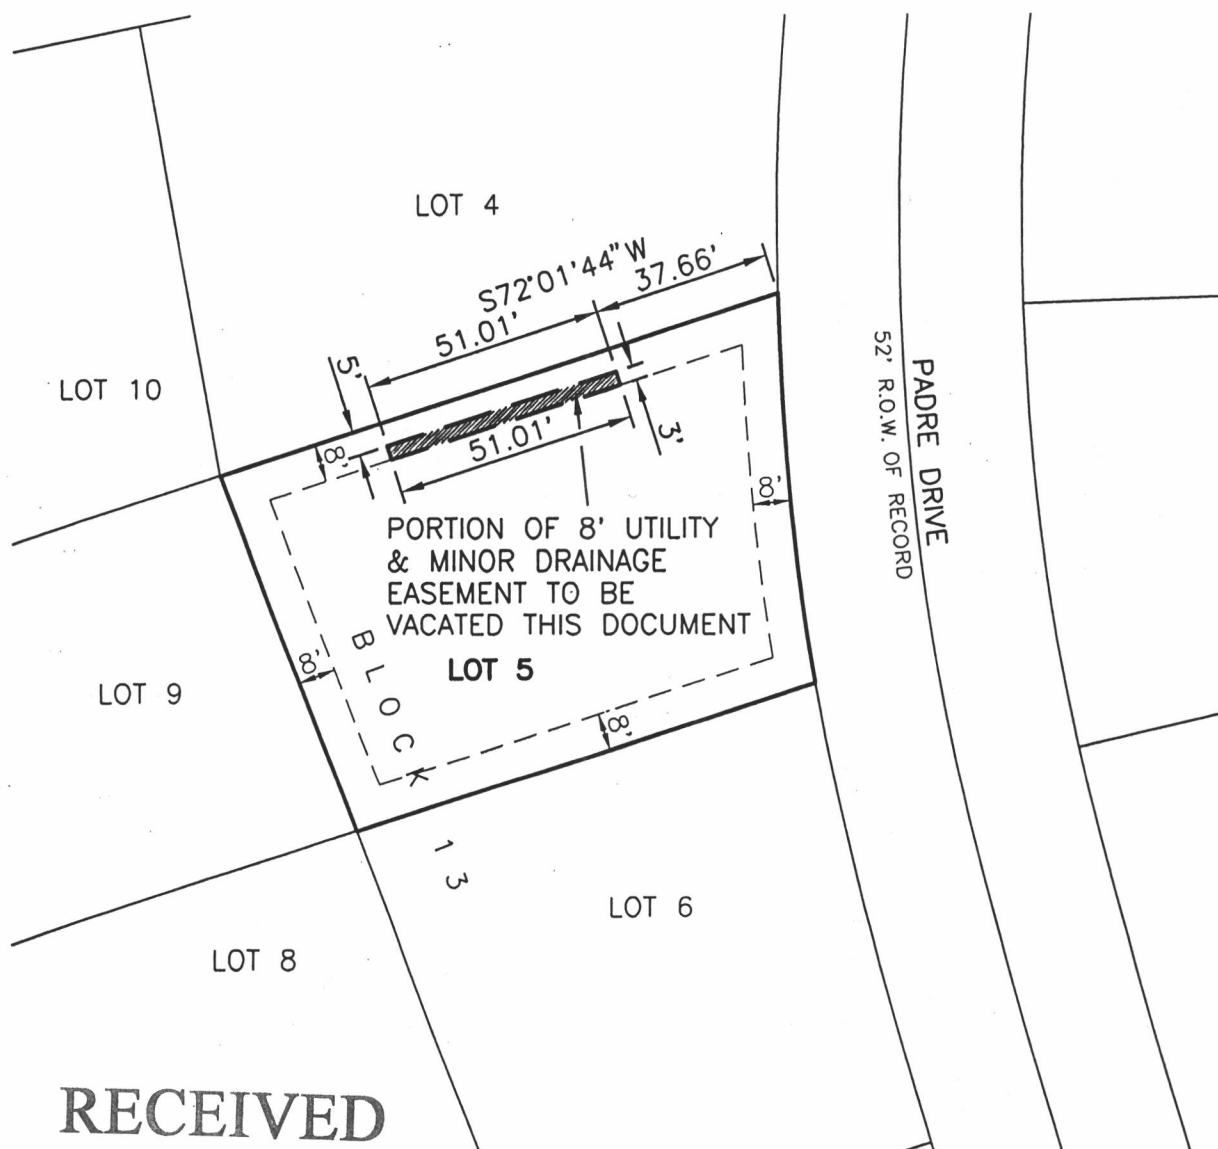 LOT 4
S72°01'44"W
37.66'
51.01'
5'
LOT 10
8'
51.01'
3'
8'
PADRE DRIVE
52' R.O.W. OF RECORD
PORTION OF 8' UTILITY
& MINOR DRAINAGE
EASEMENT TO BE
VACATED THIS DOCUMENT
LOT 5
BLOCK 13
8'
LOT 9
8'
LOT 6
LOT 8
RECEIVED